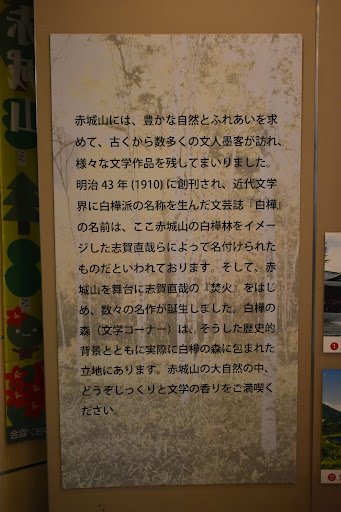 赤城山
赤城山には、豊かな自然とふれあいを求
めて、古くから数多くの文人墨客が訪れ、
様々な文学作品を残してまいりました。
明治 43 年 (1910) に創刊され、近代文学
界に白樺派の名称を生んだ文芸誌『白樺』
の名前は、ここ赤城山の白樺林をイメー
ジした志賀直哉らによって名付けられた
ものだといわれております。そして、赤
城山を舞台に志賀直哉の『焚火』をはじ
め、数々の名作が誕生しました。白樺の
森（文学コーナー）は、そうした歴史的
背景とともに実際に白樺の森に包まれた
立地にあります。赤城山の大自然の中、
どうぞじっくりと文学の香りをご満喫く
ださい。
ション協会
1
2